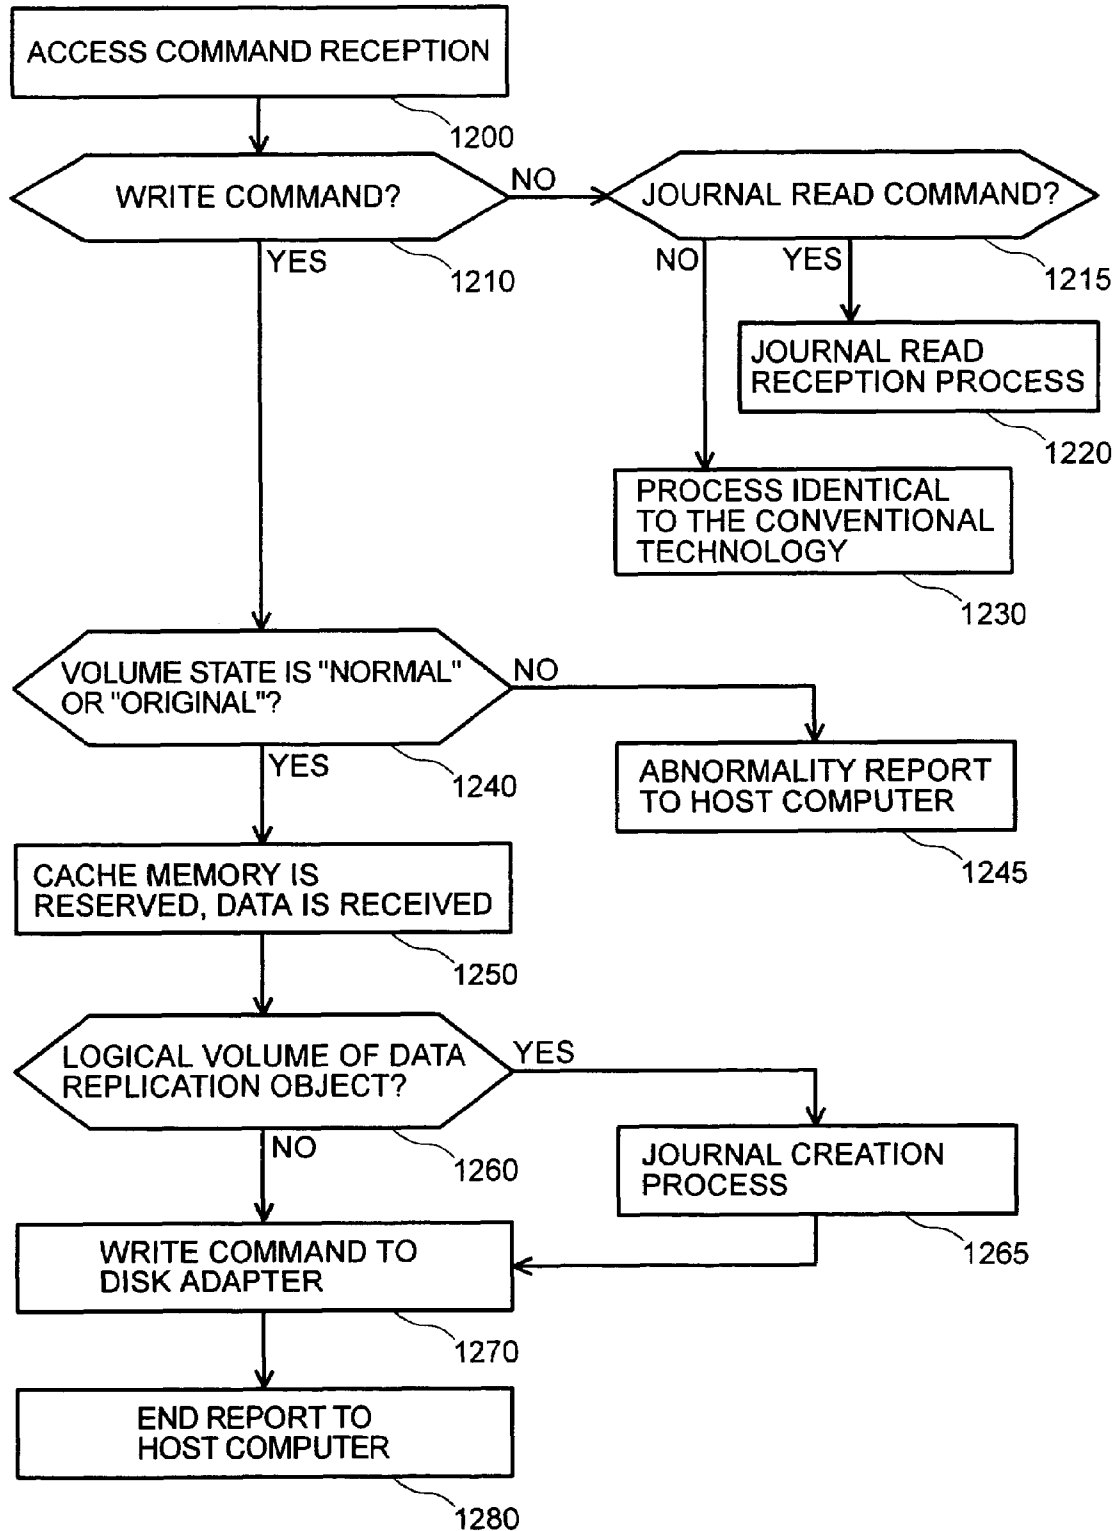 ACCESS COMMAND RECEPTION
1200
WRITE COMMAND?
NO
JOURNAL READ COMMAND?
YES
1210
NO
YES
1215
JOURNAL READ
RECEPTION PROCESS
1220
PROCESS IDENTICAL
TO THE CONVENTIONAL
TECHNOLOGY
1230
VOLUME STATE IS "NORMAL"
OR "ORIGINAL"?
NO
YES
1240
ABNORMALITY REPORT
TO HOST COMPUTER
1245
CACHE MEMORY IS
RESERVED, DATA IS RECEIVED
1250
LOGICAL VOLUME OF DATA
REPLICATION OBJECT?
YES
NO
1260
JOURNAL CREATION
PROCESS
1265
WRITE COMMAND TO
DISK ADAPTER
1270
END REPORT TO
HOST COMPUTER
1280